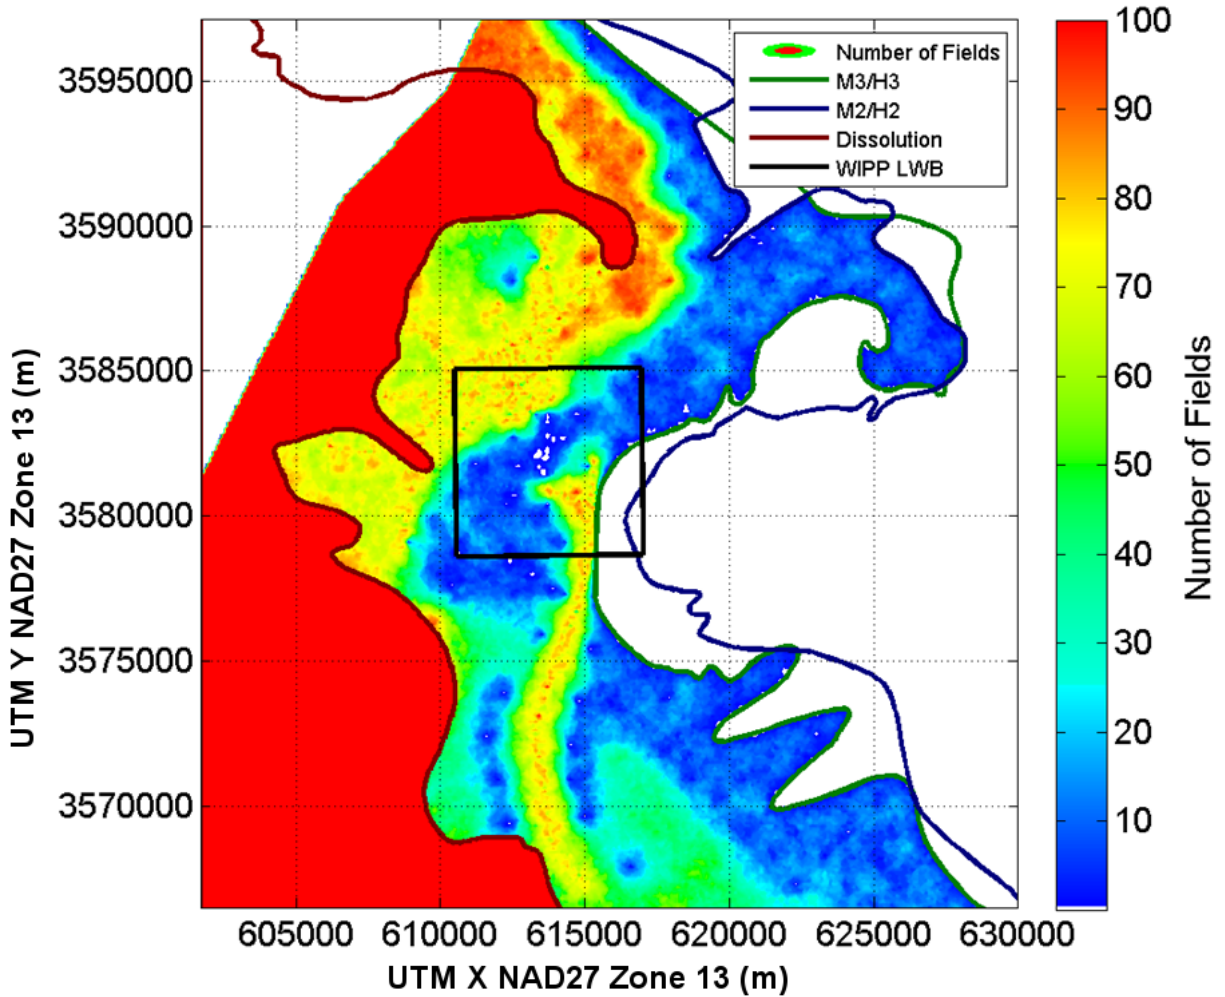 Number of Fields
M3/H3
M2/H2
Dissolution
WIPP LWB
3595000
3590000
3585000
3580000
3575000
3570000
UTM Y NAD27 Zone 13 (m)
605000 610000 615000 620000 625000 630000
UTM X NAD27 Zone 13 (m)
100
90
80
70
60
50
40
30
20
10
Number of Fields